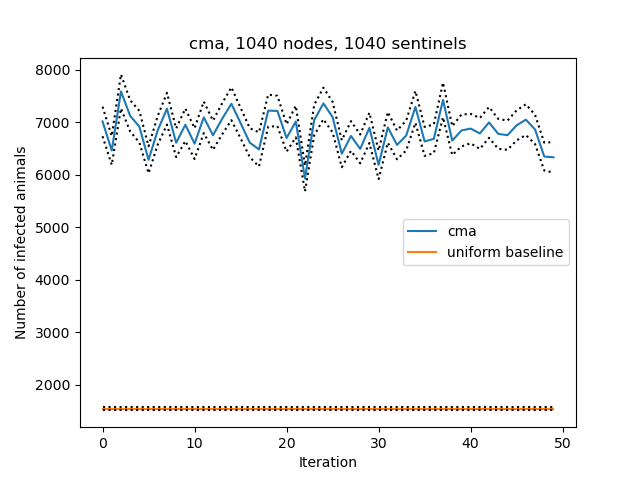 cma, 1040 nodes, 1040 sentinels
8000
7000
6000
5000
4000
3000
2000
Number of infected animals
cma
uniform baseline
0 10 20 30 40 50
Iteration